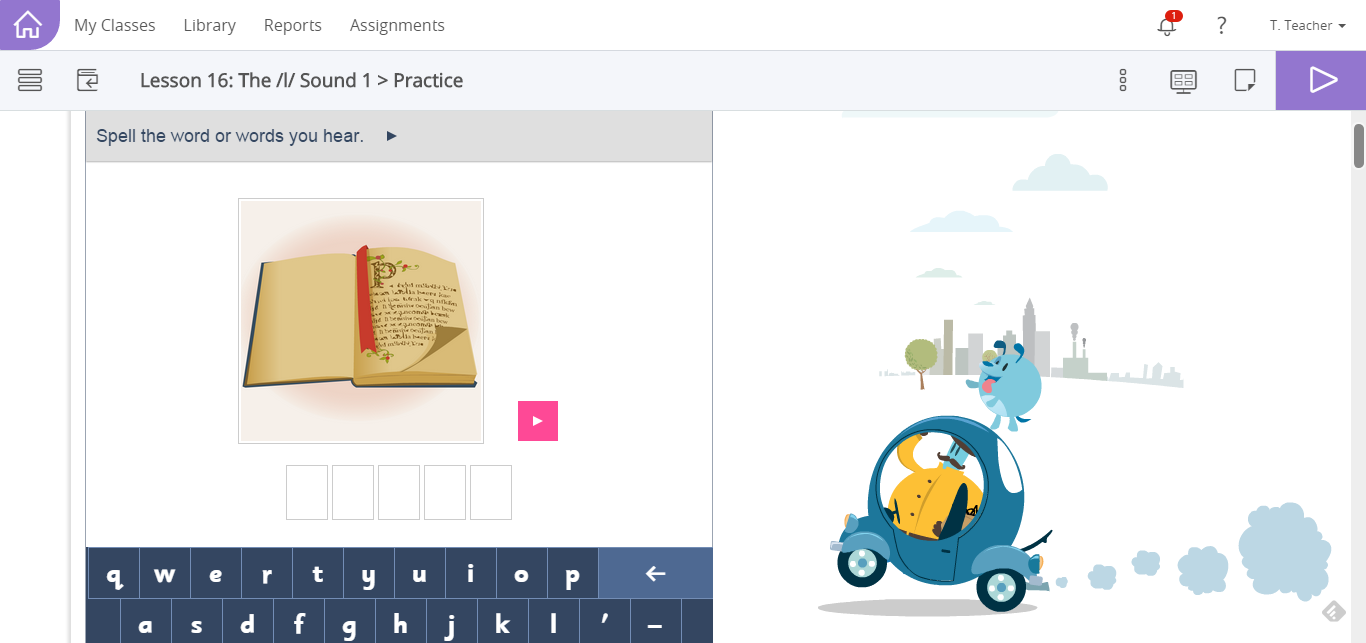 My Classes Library Reports Assignments 1 ? T. Teacher
Lesson 16: The /l/ Sound 1 > Practice
Spell the word or words you hear.
P
q w e r t y u i o p ←
a s d f g h j k l ’ –